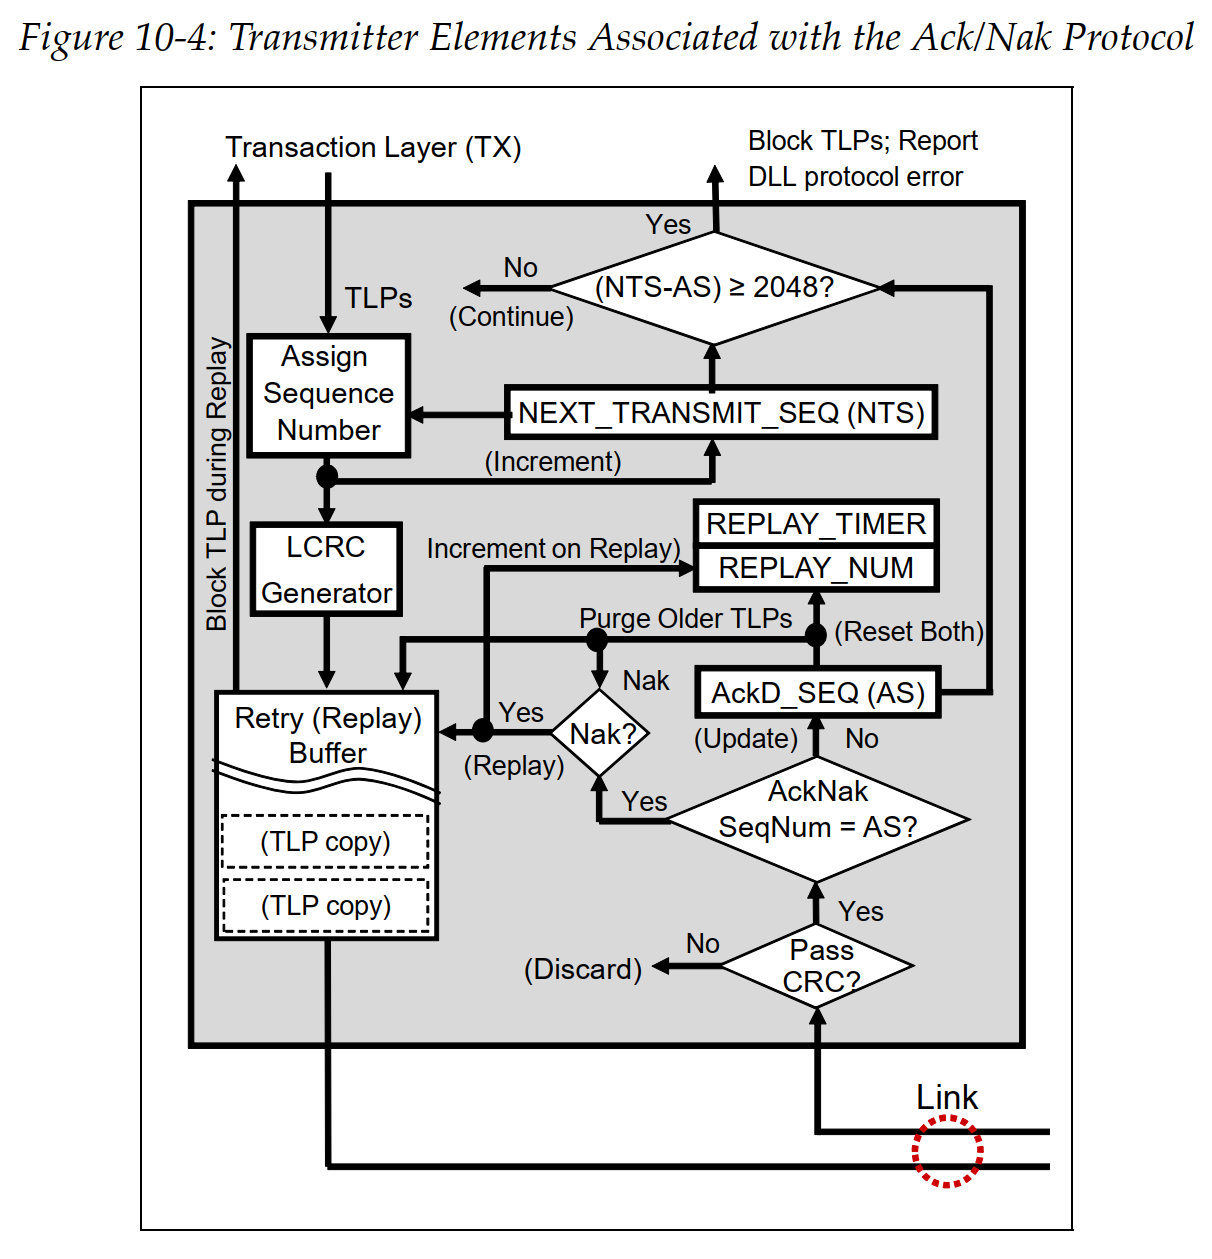 Figure 10-4: Transmitter Elements Associated with the Ack/Nak Protocol
Transaction Layer (TX)
Block TLPs; Report
DLL protocol error
Yes
No
(NTS-AS) ≥ 2048?
(Continue)
TLPs
Assign
Sequence
Number
NEXT_TRANSMIT_SEQ (NTS)
(Increment)
Block TLP during Replay
REPLAY_TIMER
LCRC
Generator
Increment on Replay)
REPLAY_NUM
Purge Older TLPs
(Reset Both)
Nak
AckD_SEQ (AS)
Retry (Replay)
Buffer
Yes
Nak?
(Update)
No
(Replay)
Yes
AckNak
SeqNum = AS?
(TLP copy)
(TLP copy)
Yes
No
Pass
CRC?
(Discard)
Link